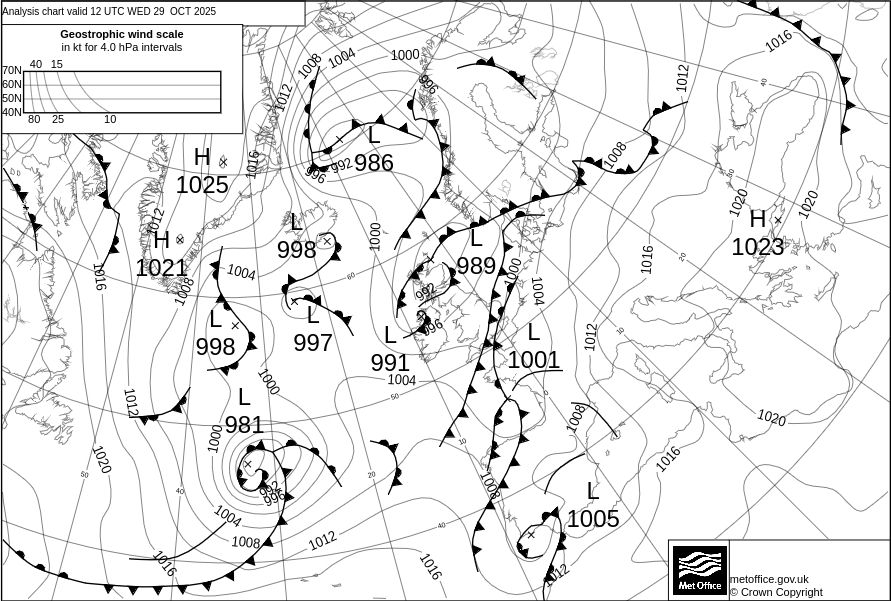 Analysis chart valid 12 UTC WED 29 OCT 2025
Geostrophic wind scale
in kt for 4.0 hPa intervals
40 15
70N
60N
50N
40N
80 25 10
1008
1004
1000
996
1012
1016
1012
1016
40
L
986
992
996
H
1025
1016
1008
50
1020
1020
H
1023
1012
H
1021
L
998
1000
L
989
1016
20
1016
1008
1004
60
1000
1004
992
L
998
L
997
996
L
991
L
1001
1012
10
1000
1004
50
0
1012
L
981
1000
1008
1020
10
1020
1016
50
40
20
1008
992
996
L
1005
1004
40
1008
1012
1016
1016
1012
Met Office
metoffice.gov.uk
© Crown Copyright